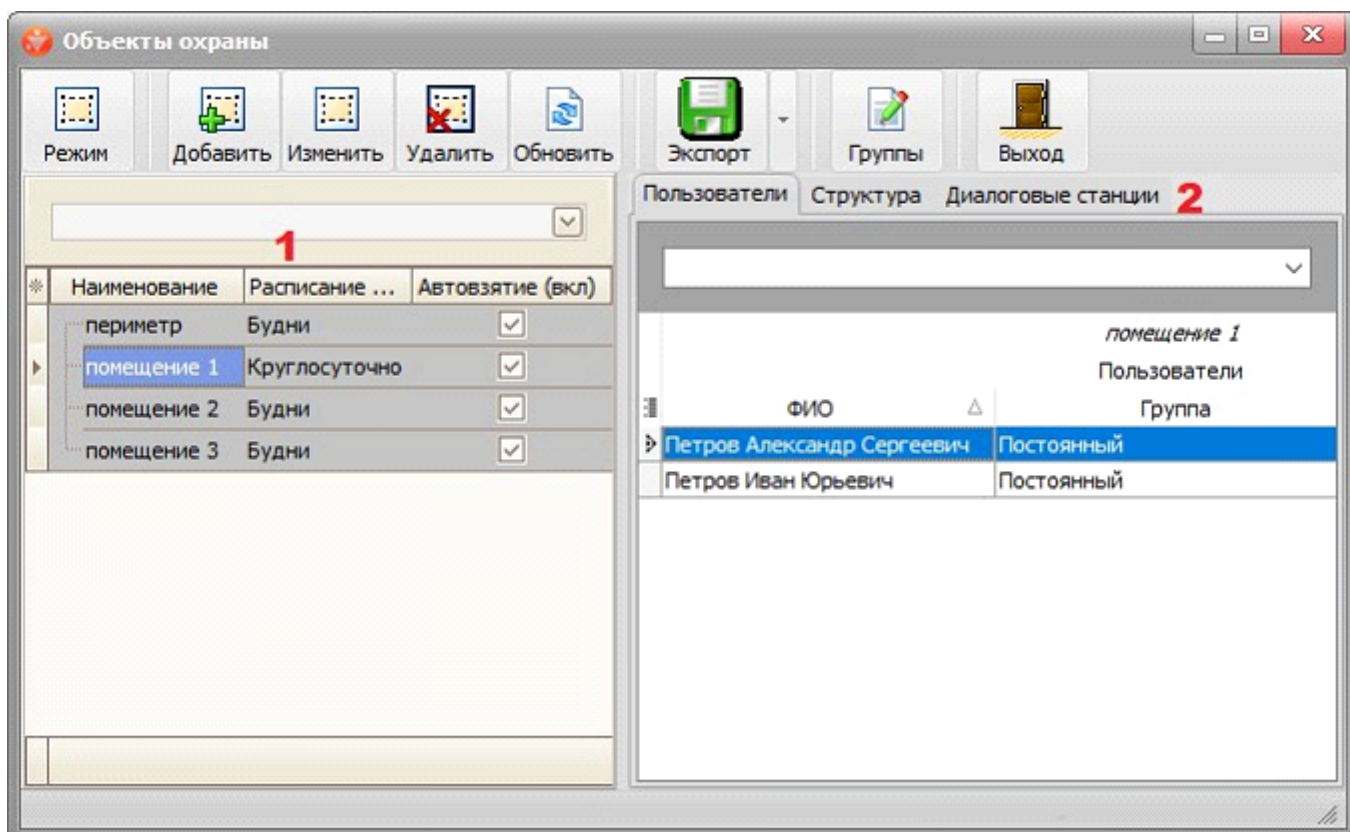 Объекты охраны
Режим Добавить Изменить Удалить Обновить Экспорт Группы Выход
Пользователи Структура Диалоговые станции 2
1
Наименование Расписание ... Автовзятие (вкл)
периметр Будни
помещение 1 Круглосуточно
помещение 2 Будни
помещение 3 Будни
помещение 1
Пользователи
ФИО Группа
Петров Александр Сергеевич Постоянный
Петров Иван Юрьевич Постоянный